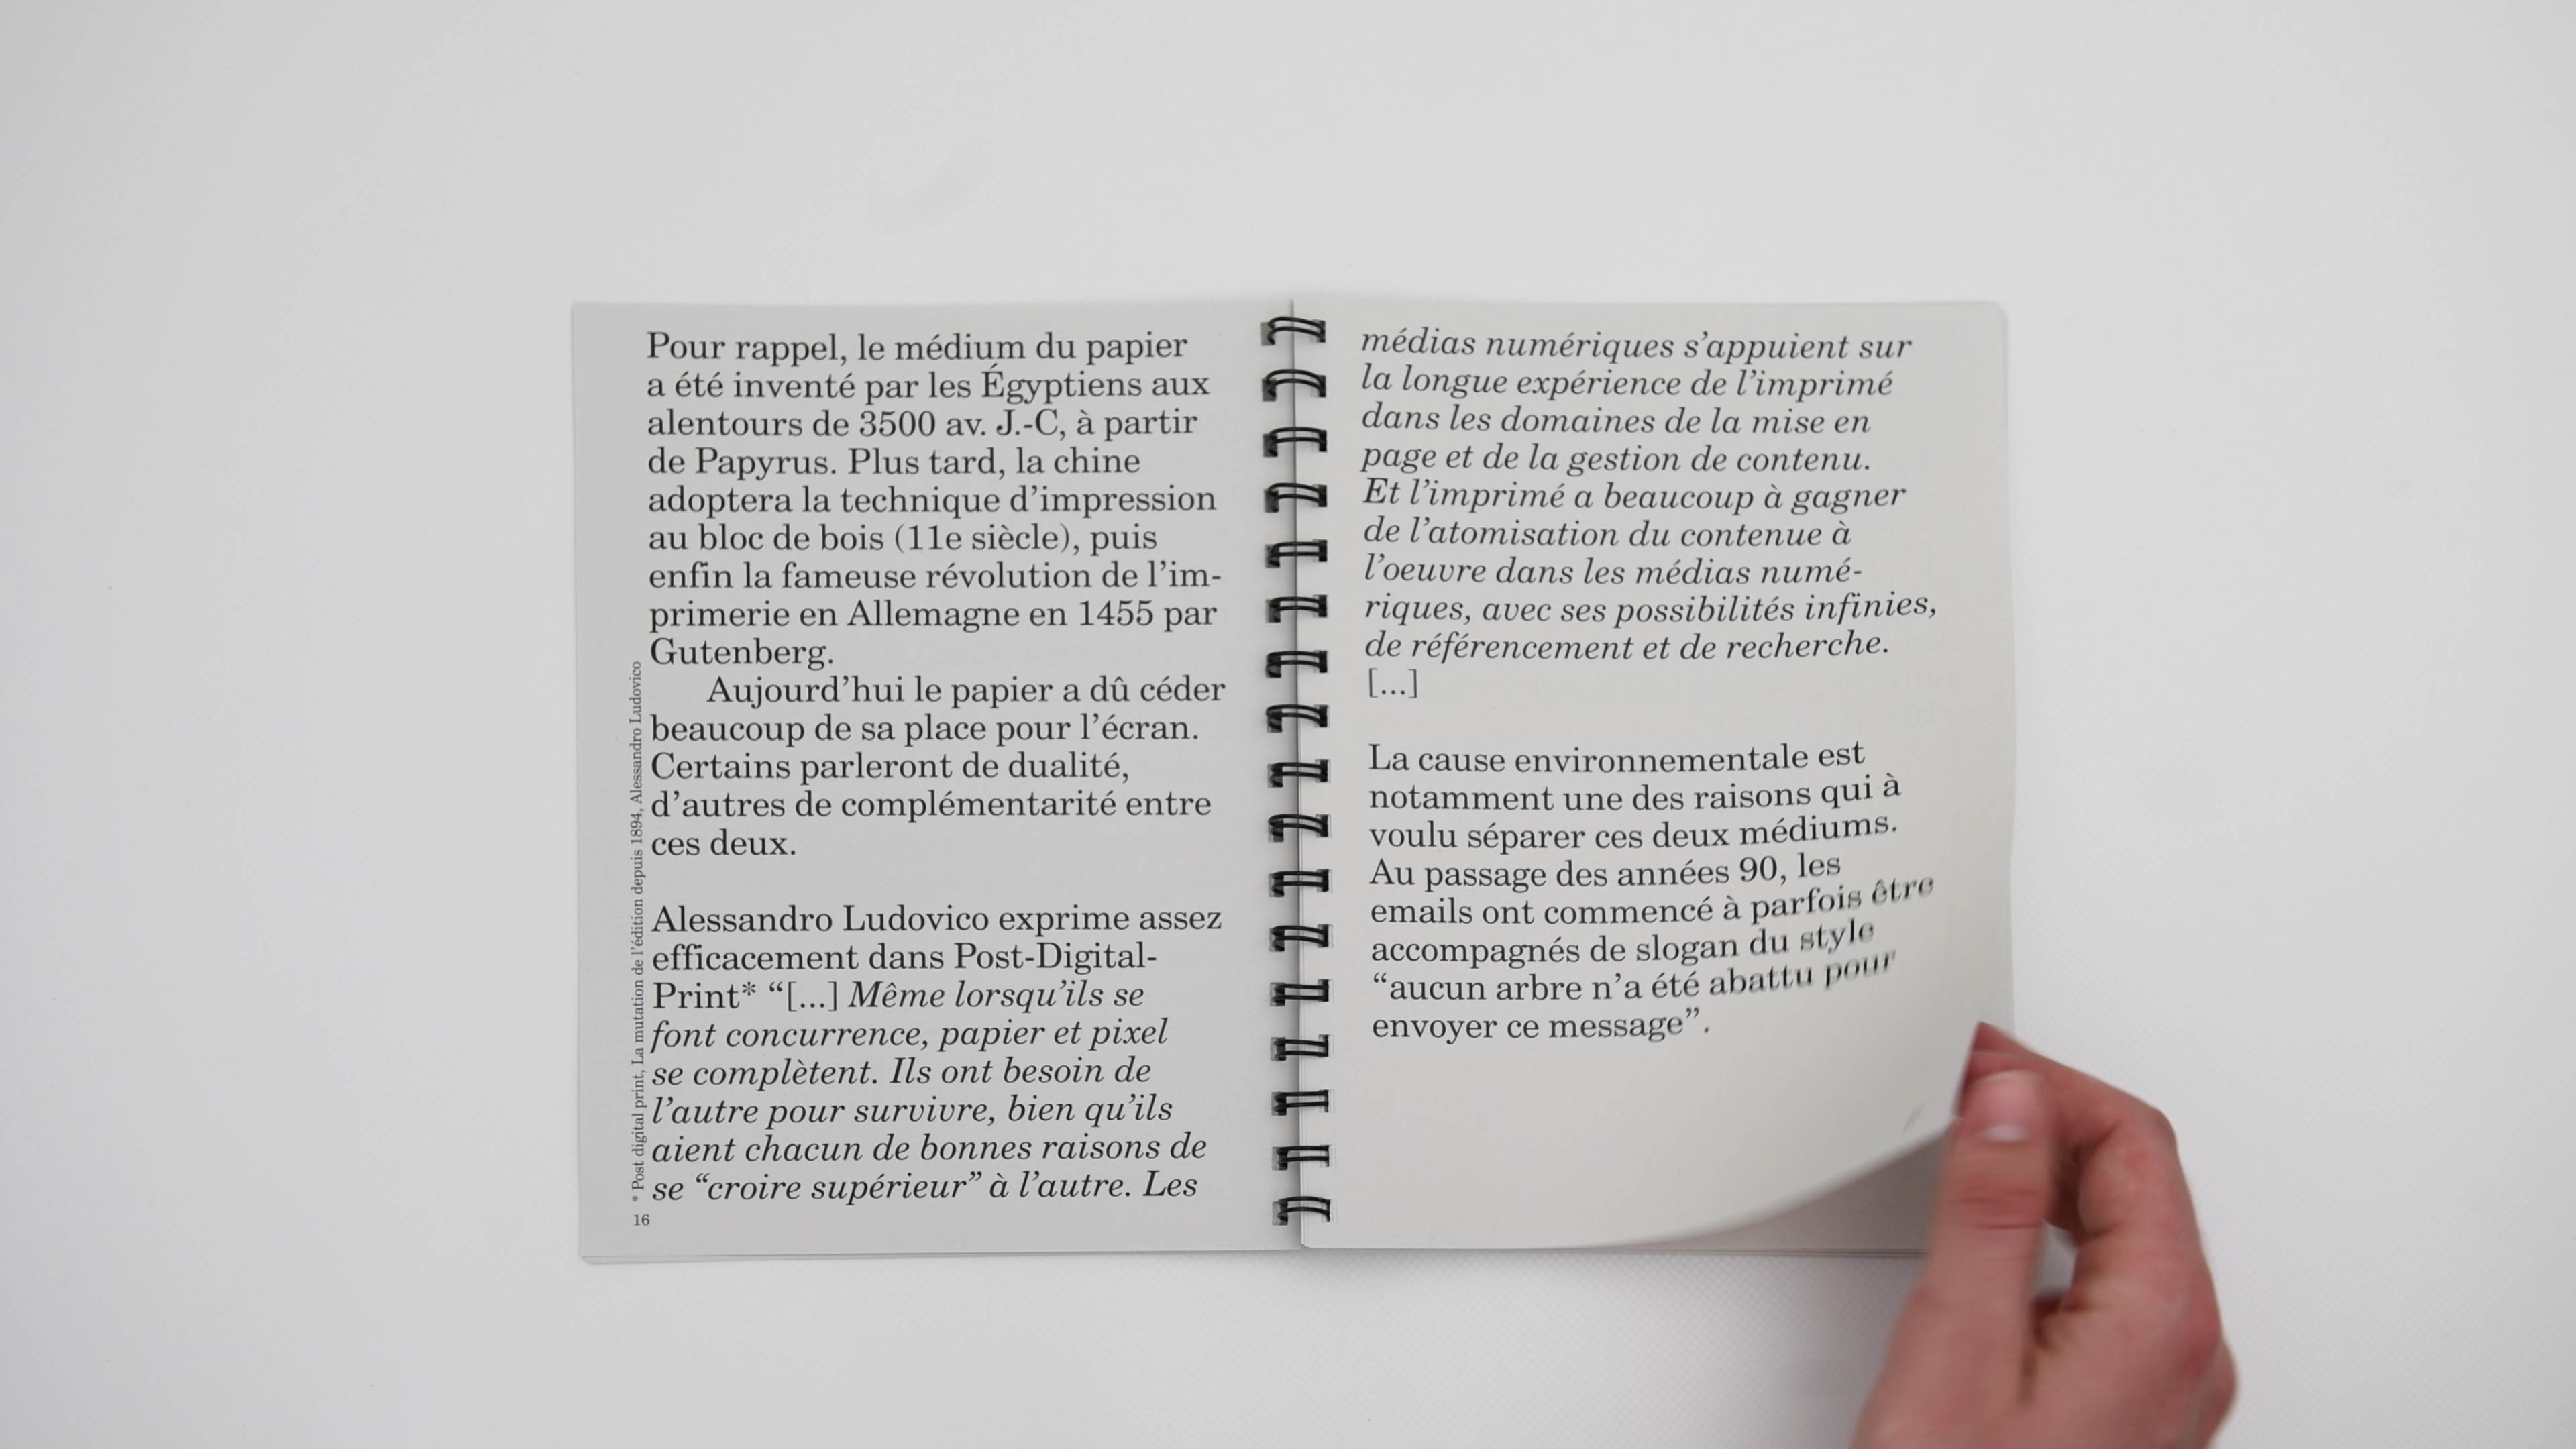 Pour rappel, le médium du papier
a été inventé par les Égyptiens aux
alentours de 3500 av. J.-C, à partir
de Papyrus. Plus tard, la chine
adoptera la technique d’impression
au bloc de bois (11e siècle), puis
enfin la fameuse révolution de l’im-
primerie en Allemagne en 1455 par
Gutenberg.
Aujourd’hui le papier a dû céder
beaucoup de sa place pour l’écran.
Certains parleront de dualité,
d’autres de complémentarité entre
ces deux.
Alessandro Ludovico exprime assez
efficacement dans Post-Digital-
Print* “[...] Même lorsqu’ils se
font concurrence, papier et pixel
se complètent. Ils ont besoin de
l’autre pour survivre, bien qu’ils
aient chacun de bonnes raisons de
se “croire supérieur” à l’autre. Les
* Post digital print, La mutation de l’édition depuis 1894, Alessandro Ludovico
16
médias numériques s’appuient sur
la longue expérience de l’imprimé
dans les domaines de la mise en
page et de la gestion de contenu.
Et l’imprimé a beaucoup à gagner
de l’atomisation du contenue à
l’oeuvre dans les médias numé-
riques, avec ses possibilités infinies,
de référencement et de recherche.
[...]
La cause environnementale est
notamment une des raisons qui à
voulu séparer ces deux médiums.
Au passage des années 90, les
emails ont commencé à parfois être
accompagnés de slogan du style
“aucun arbre n’a été abattu pour
envoyer ce message”.